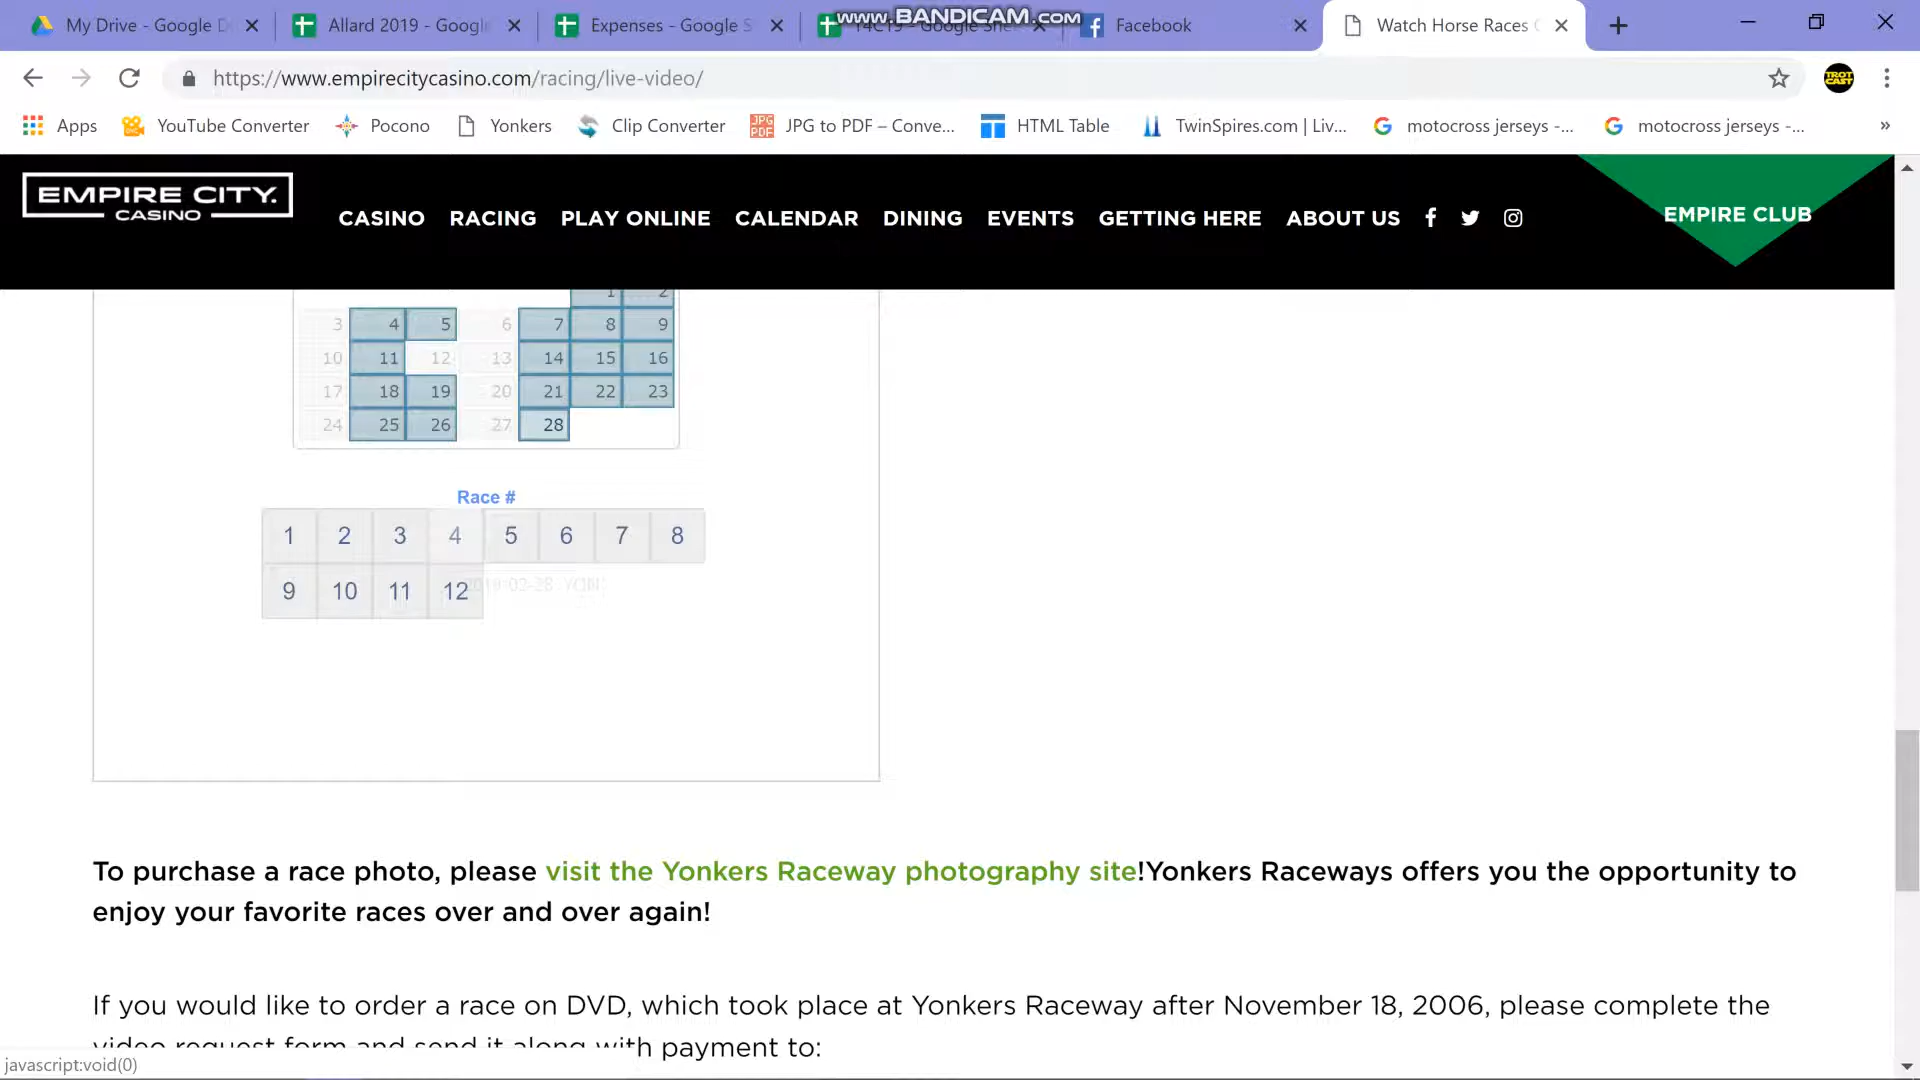 www.BANDICAM.com
My Drive - Google D
Allard 2019 - Google
Expenses - Google S
Facebook
Watch Horse Races
https://www.empirecitycasino.com/racing/live-video/
TROT
CAST
Apps
YouTube Converter
Pocono
Yonkers
Clip Converter
JPG to PDF – Conve...
HTML Table
TwinSpires.com | Liv...
motocross jerseys -...
motocross jerseys -...
»
EMPIRE CITY.
CASINO
CASINO RACING PLAY ONLINE CALENDAR DINING EVENTS GETTING HERE ABOUT US
EMPIRE CLUB
1 2
3 4 5 6 7 8 9
10 11 12 13 14 15 16
17 18 19 20 21 22 23
24 25 26 27 28
Race #
1 2 3 4 5 6 7 8
9 10 11 12
To purchase a race photo, please visit the Yonkers Raceway photography site!Yonkers Raceways offers you the opportunity to
enjoy your favorite races over and over again!
If you would like to order a race on DVD, which took place at Yonkers Raceway after November 18, 2006, please complete the
video request form and send it along with payment to:
javascript:void(0)